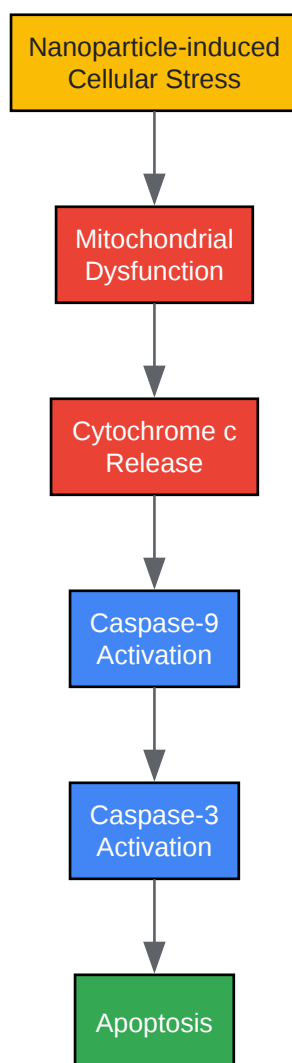 Nanoparticle-induced
Cellular Stress
Mitochondrial
Dysfunction
Cytochrome c
Release
Caspase-9
Activation
Caspase-3
Activation
Apoptosis